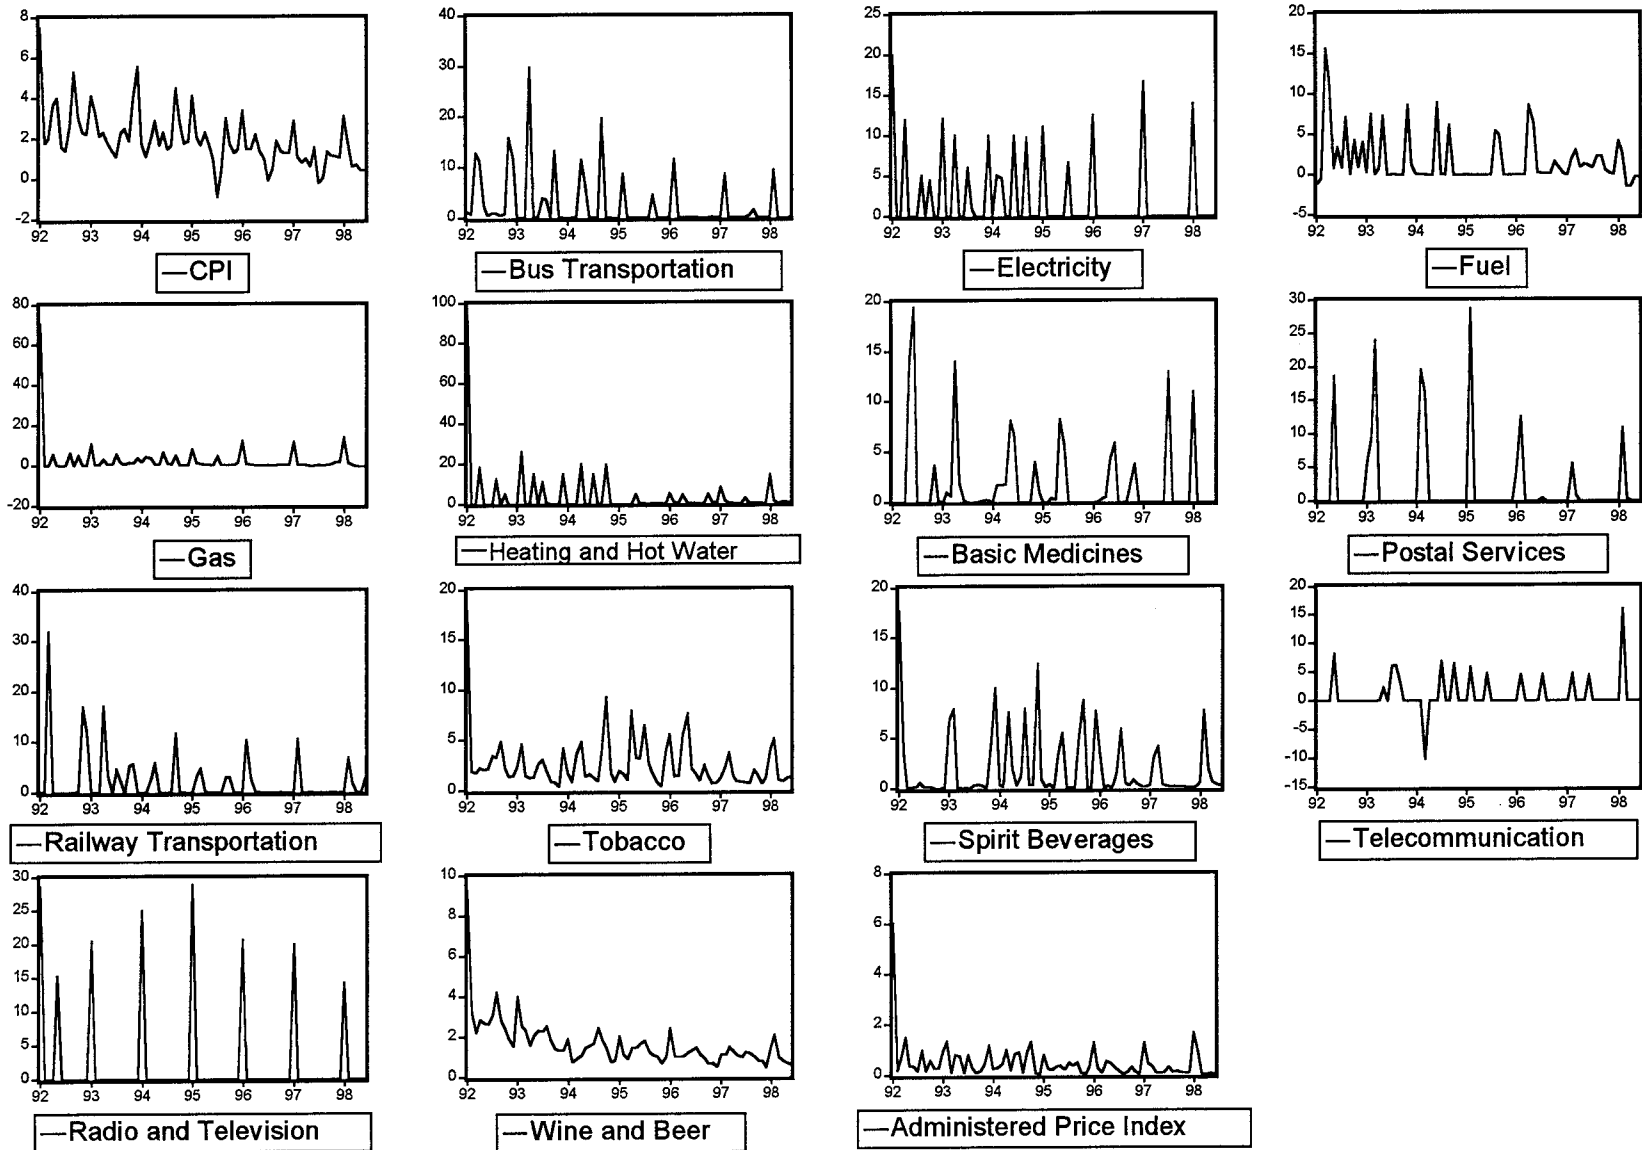 8
6
4
2
0
-2
92 93 94 95 96 97 98
—CPI
40
30
20
10
0
92 93 94 95 96 97 98
—Bus Transportation
25
20
15
10
5
0
92 93 94 95 96 97 98
—Electricity
20
15
10
5
0
-5
92 93 94 95 96 97 98
—Fuel
80
60
40
20
0
-20
92 93 94 95 96 97 98
—Gas
100
80
60
40
20
0
92 93 94 95 96 97 98
—Heating and Hot Water
20
15
10
5
0
92 93 94 95 96 97 98
—Basic Medicines
30
25
20
15
10
5
0
92 93 94 95 96 97 98
—Postal Services
40
30
20
10
0
92 93 94 95 96 97 98
—Railway Transportation
20
15
10
5
0
92 93 94 95 96 97 98
—Tobacco
20
15
10
5
0
92 93 94 95 96 97 98
—Spirit Beverages
20
15
10
5
0
-5
-10
-15
92 93 94 95 96 97 98
—Telecommunication
30
25
20
15
10
5
0
92 93 94 95 96 97 98
—Radio and Television
10
8
6
4
2
0
92 93 94 95 96 97 98
—Wine and Beer
8
6
4
2
0
92 93 94 95 96 97 98
—Administered Price Index